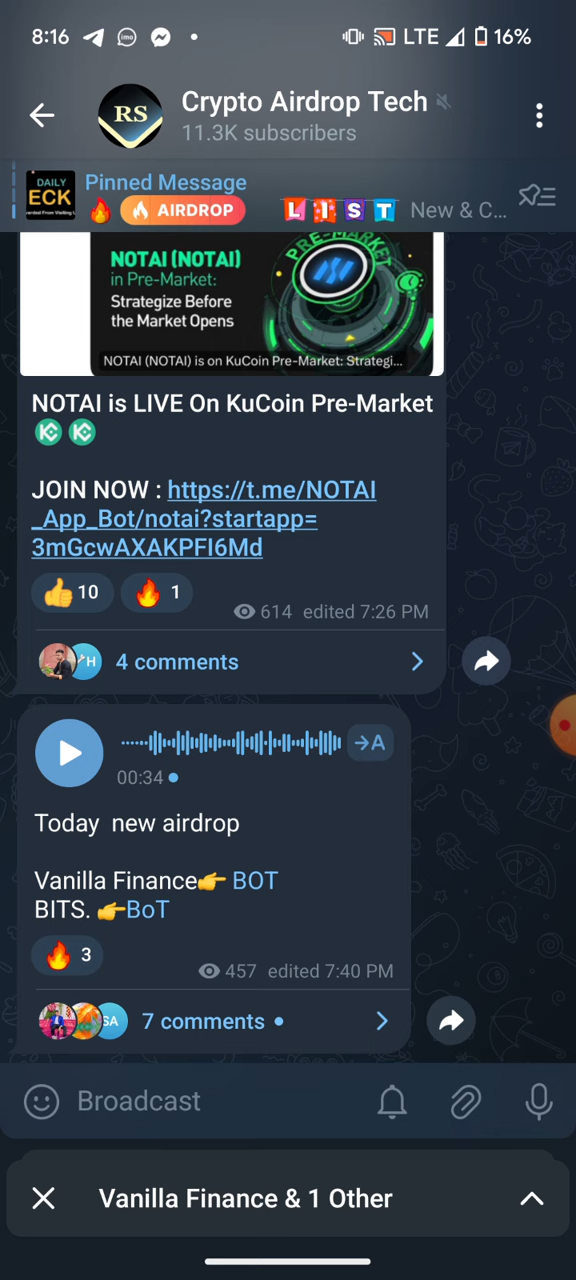 8:16
imo
LTE
16%
RS
Crypto Airdrop Tech
11.3K subscribers
DAILY
ECK
Pinned Message
🔥 🔥 AIRDROP L I S T New & C...
NOTAI (NOTAI)
in Pre-Market:
Strategize Before
the Market Opens
PRE-MARKET
NOTAI (NOTAI) is on KuCoin Pre-Market: Strategi...
NOTAI is LIVE On KuCoin Pre-Market
JOIN NOW : https://t.me/NOTAI
_App_Bot/notai?startapp=
3mGcwAXAKPFI6Md
👍 10 🔥 1
614 edited 7:26 PM
H
4 comments
→A
00:34
Today new airdrop
Vanilla Finance👉 BOT
BITS. 👉BoT
🔥 3
457 edited 7:40 PM
SA
7 comments
Broadcast
Vanilla Finance & 1 Other